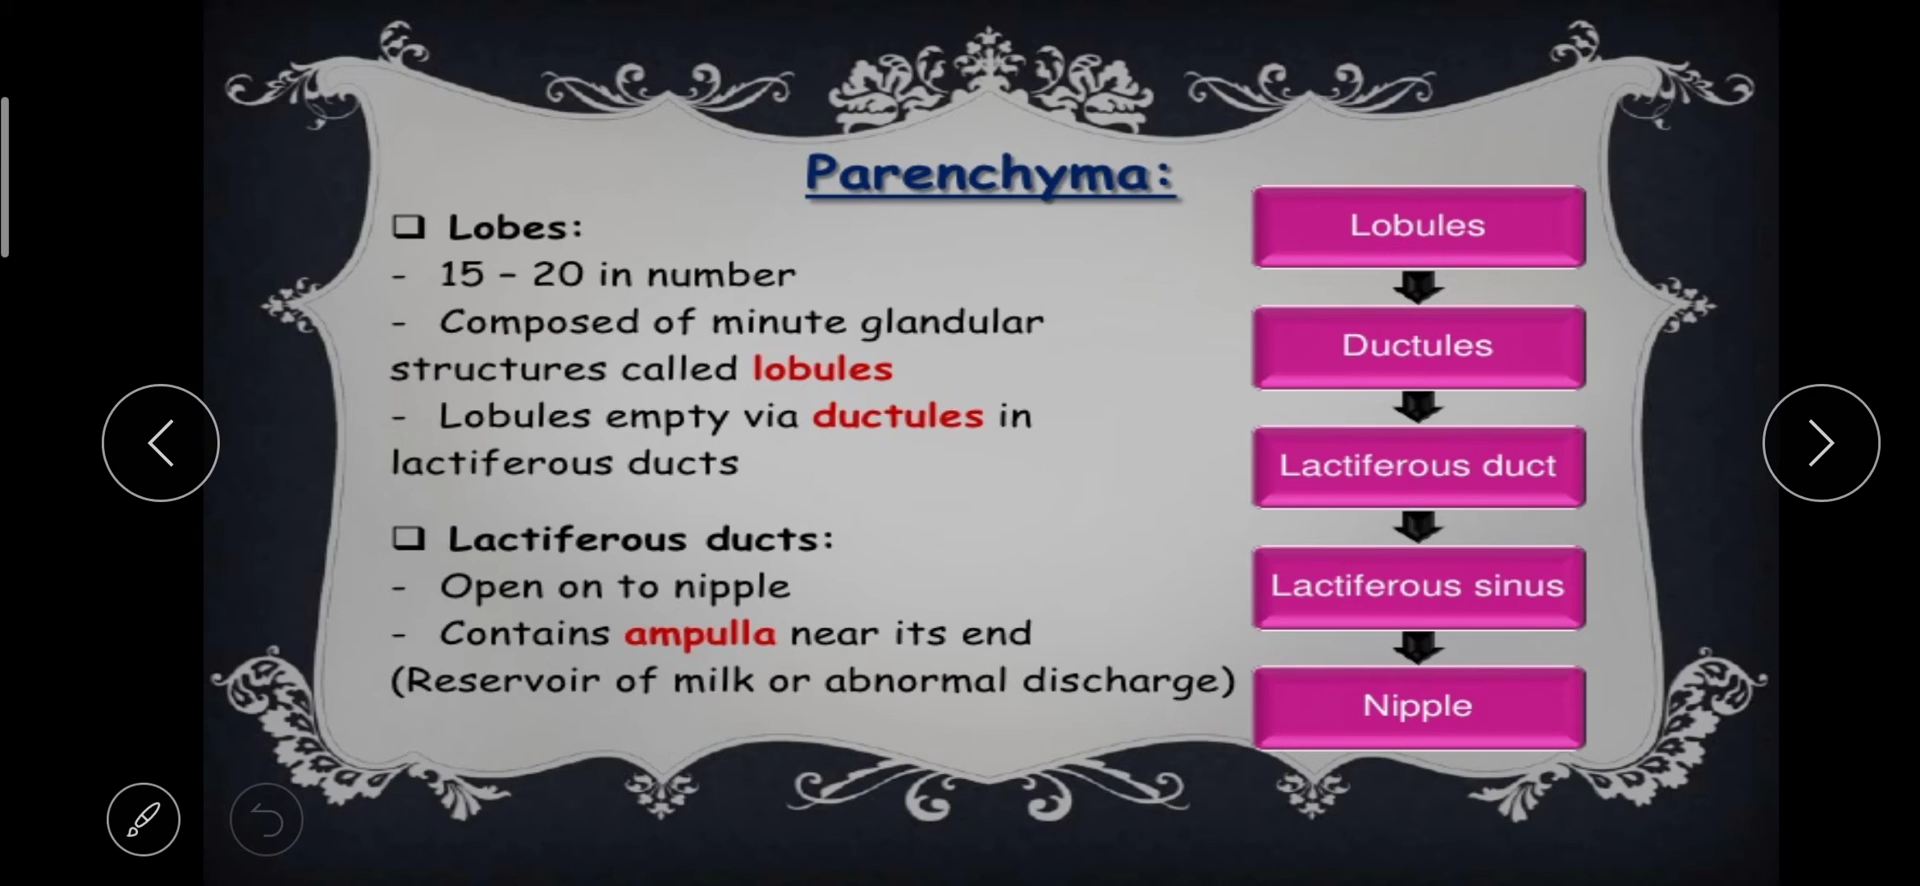 Parenchyma:
❑ Lobes:
- 15 – 20 in number
- Composed of minute glandular
structures called lobules
- Lobules empty via ductules in
lactiferous ducts
❑ Lactiferous ducts:
- Open on to nipple
- Contains ampulla near its end
(Reservoir of milk or abnormal discharge)
Lobules
Ductules
Lactiferous duct
Lactiferous sinus
Nipple